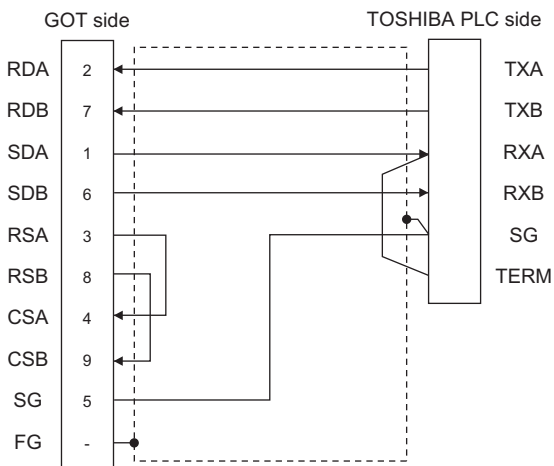 GOT side
TOSHIBA PLC side
RDA 2 TXA
RDB 7 TXB
SDA 1 RXA
SDB 6 RXB
RSA 3 SG
RSB 8 TERM
CSA 4
CSB 9
SG 5
FG -